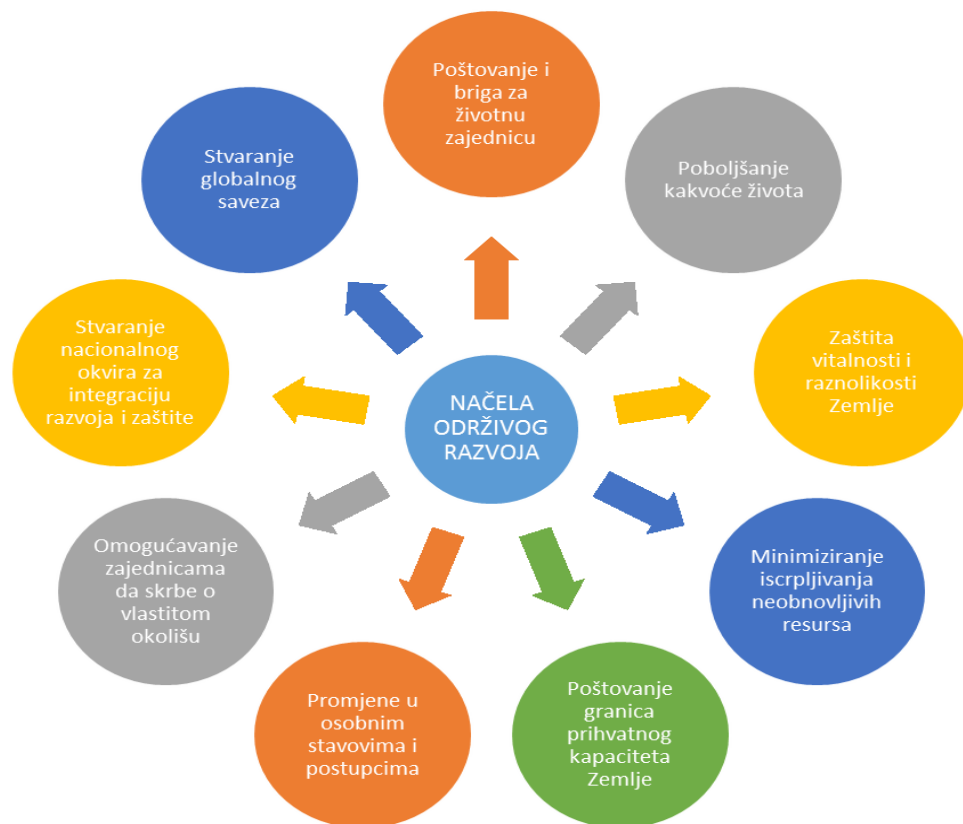 Poštovanje i
briga za
životnu
zajednicu
Poboljšanje
kakvoće života
Zaštita
vitalnosti i
raznolikosti
Zemlje
Minimiziranje
iscrpljivanja
neobnovljivih
resursa
Poštovanje
granica
prihvatnog
kapaciteta
Zemlje
Promjene u
osobnim
stavovima i
postupcima
Omogućavanje
zajednicama
da skrbe o
vlastitom
okolišu
Stvaranje
nacionalnog
okvira za
integraciju
razvoja i zaštite
Stvaranje
globalnog
saveza
NAČELA
ODRŽIVOG
RAZVOJA